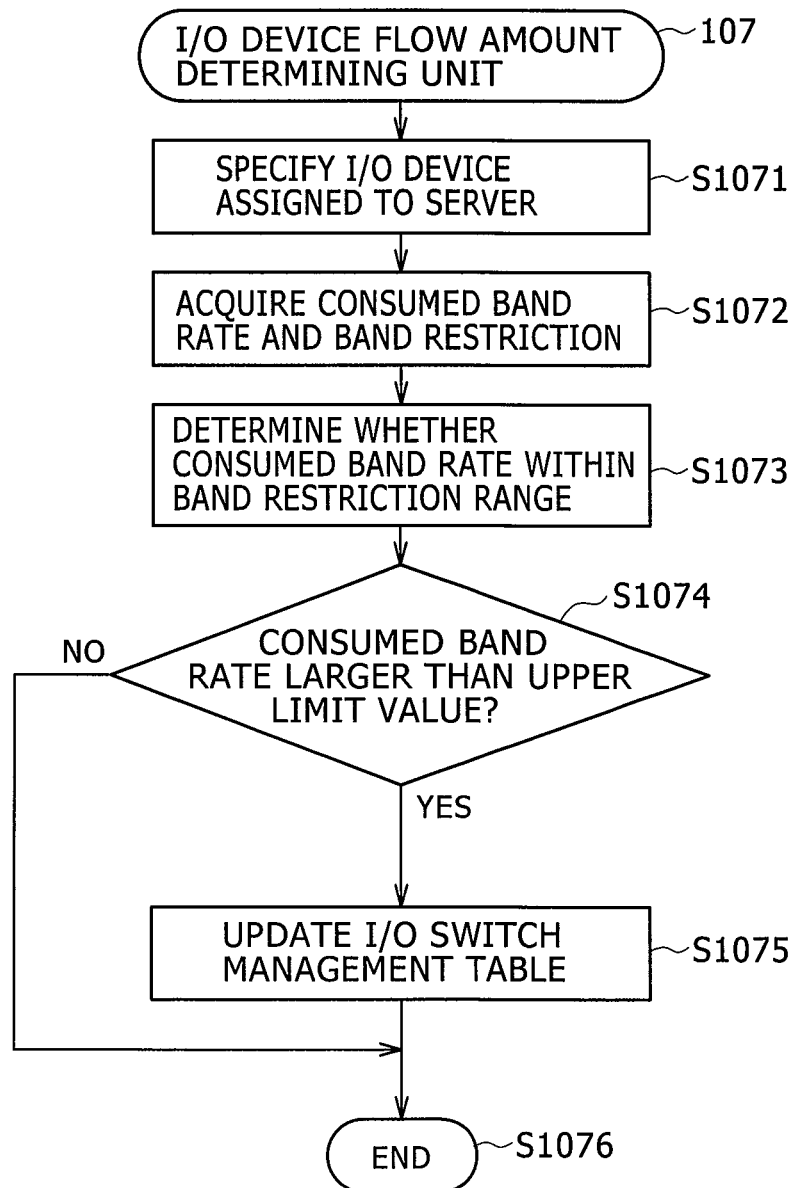 I/O DEVICE FLOW AMOUNT
DETERMINING UNIT
107
SPECIFY I/O DEVICE
ASSIGNED TO SERVER
S1071
ACQUIRE CONSUMED BAND
RATE AND BAND RESTRICTION
S1072
DETERMINE WHETHER
CONSUMED BAND RATE WITHIN
BAND RESTRICTION RANGE
S1073
S1074
CONSUMED BAND
RATE LARGER THAN UPPER
LIMIT VALUE?
NO
YES
UPDATE I/O SWITCH
MANAGEMENT TABLE
S1075
END
S1076